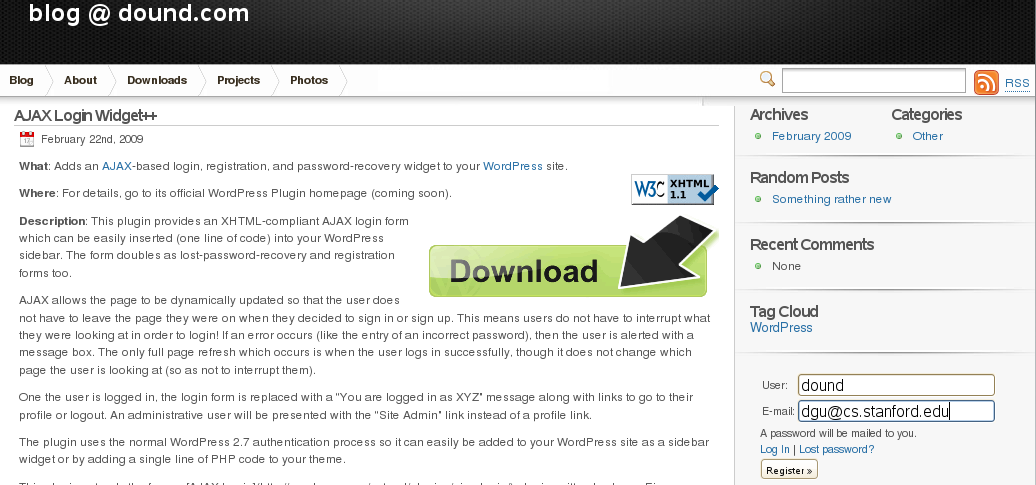 blog @ dound.com
Blog About Downloads Projects Photos
RSS
AJAX Login Widget++
February 22nd, 2009
What: Adds an AJAX-based login, registration, and password-recovery widget to your WordPress site.
Where: For details, go to its official WordPress Plugin homepage (coming soon).
W3C XHTML 1.1
Description: This plugin provides an XHTML-compliant AJAX login form
which can be easily inserted (one line of code) into your WordPress
sidebar. The form doubles as lost-password-recovery and registration
forms too.
Download
AJAX allows the page to be dynamically updated so that the user does
not have to leave the page they were on when they decided to sign in or sign up. This means users do not have to interrupt what
they were looking at in order to login! If an error occurs (like the entry of an incorrect password), then the user is alerted with a
message box. The only full page refresh which occurs is when the user logs in successfully, though it does not change which
page the user is looking at (so as not to interrupt them).
One the user is logged in, the login form is replaced with a "You are logged in as XYZ" message along with links to go to their
profile or logout. An administrative user will be presented with the "Site Admin" link instead of a profile link.
The plugin uses the normal WordPress 2.7 authentication process so it can easily be added to your WordPress site as a sidebar
widget or by adding a single line of PHP code to your theme.
Archives
February 2009
Categories
Other
Random Posts
Something rather new
Recent Comments
None
Tag Cloud
WordPress
User: dound
E-mail: dgu@cs.stanford.edu
A password will be mailed to you.
Log In | Lost password?
Register »